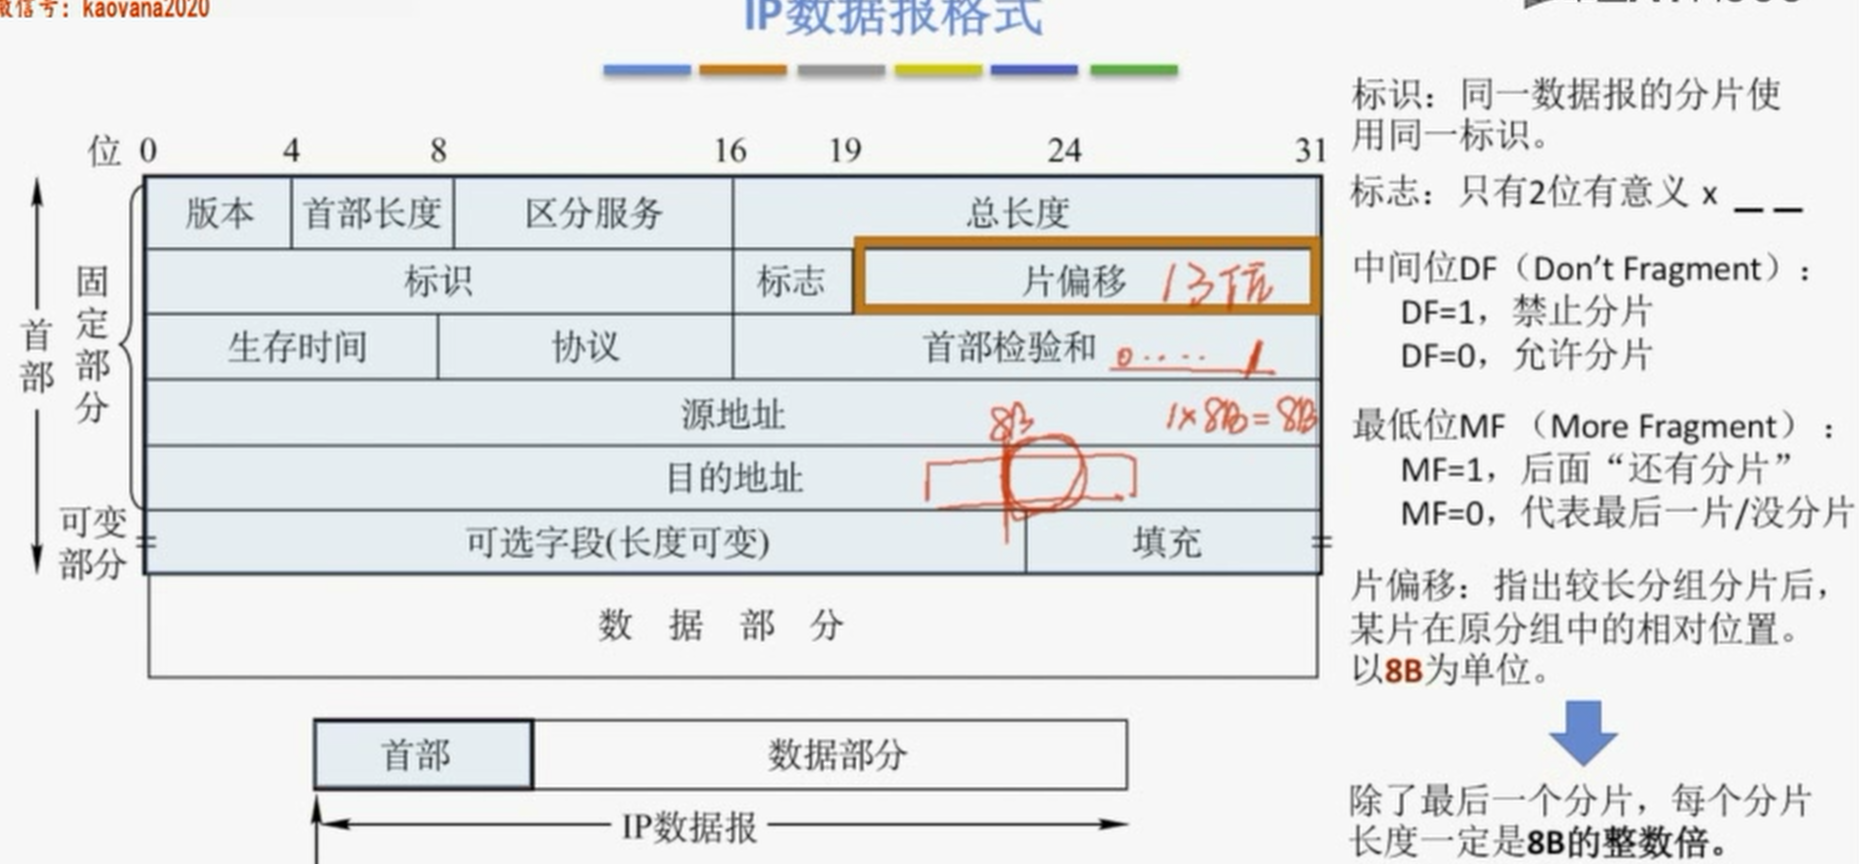 微信号：kaovana2020
IP数据报格式
位 0 4 8 16 19 24 31
版本 首部长度 区分服务 总长度
标识 标志 片偏移 13位
生存时间 协议 首部检验和 0.....1
源地址 8B 1×8B=8B
目的地址
可选字段(长度可变) 填充
数据部分
首部
固定部分
可变部分
首部 数据部分
IP数据报
标识：同一数据报的分片使
用同一标识。
标志：只有2位有意义 x _ _
中间位DF（Don't Fragment）：
DF=1，禁止分片
DF=0，允许分片
最低位MF （More Fragment）：
MF=1，后面“还有分片”
MF=0，代表最后一片/没分片
片偏移：指出较长分组分片后，
某片在原分组中的相对位置。
以8B为单位。
除了最后一个分片，每个分片
长度一定是8B的整数倍。